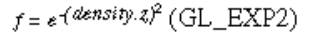 f = e^-(density.z)² (GL_EXP2)